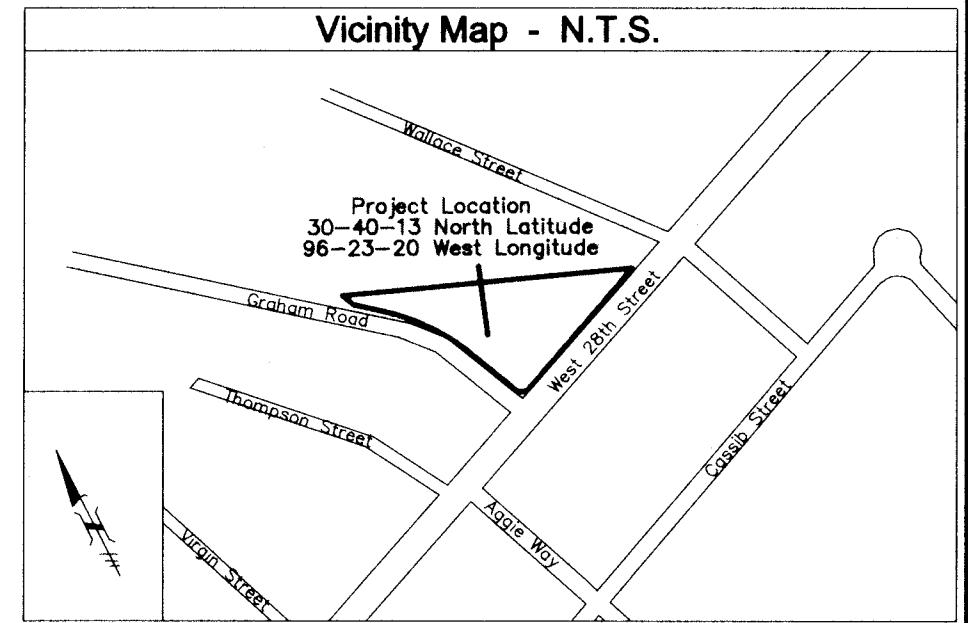 Vicinity Map - N.T.S.
Wallace Street
Project Location
30-40-13 North Latitude
96-23-20 West Longitude
Graham Road
West 28th Street
Thompson Street
Cassib Street
Aggie Way
Virgin Street